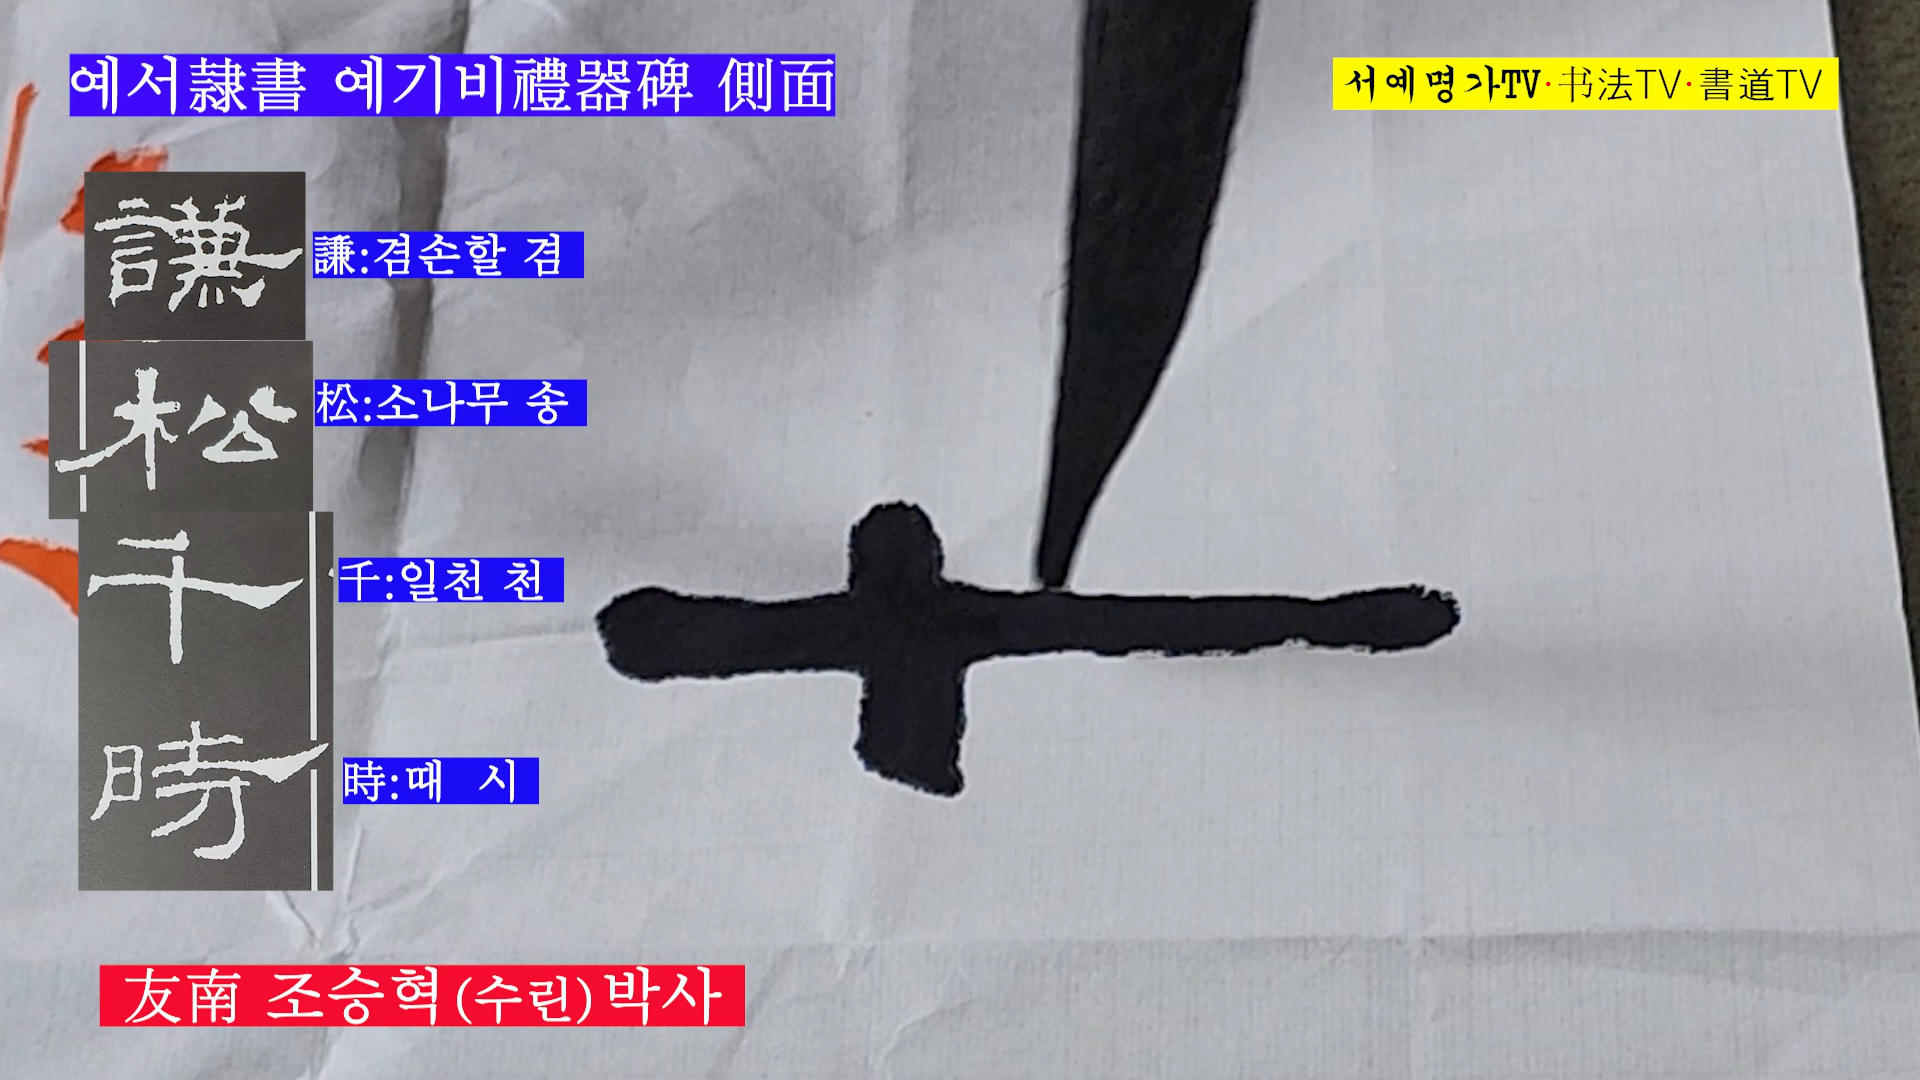 예서隷書 예기비禮器碑 側面
서예명가TV·书法TV·書道TV
謙
謙:겸손할 겸
松
松:소나무 송
千
千:일천 천
時
時:때 시
友南 조승혁(수린)박사